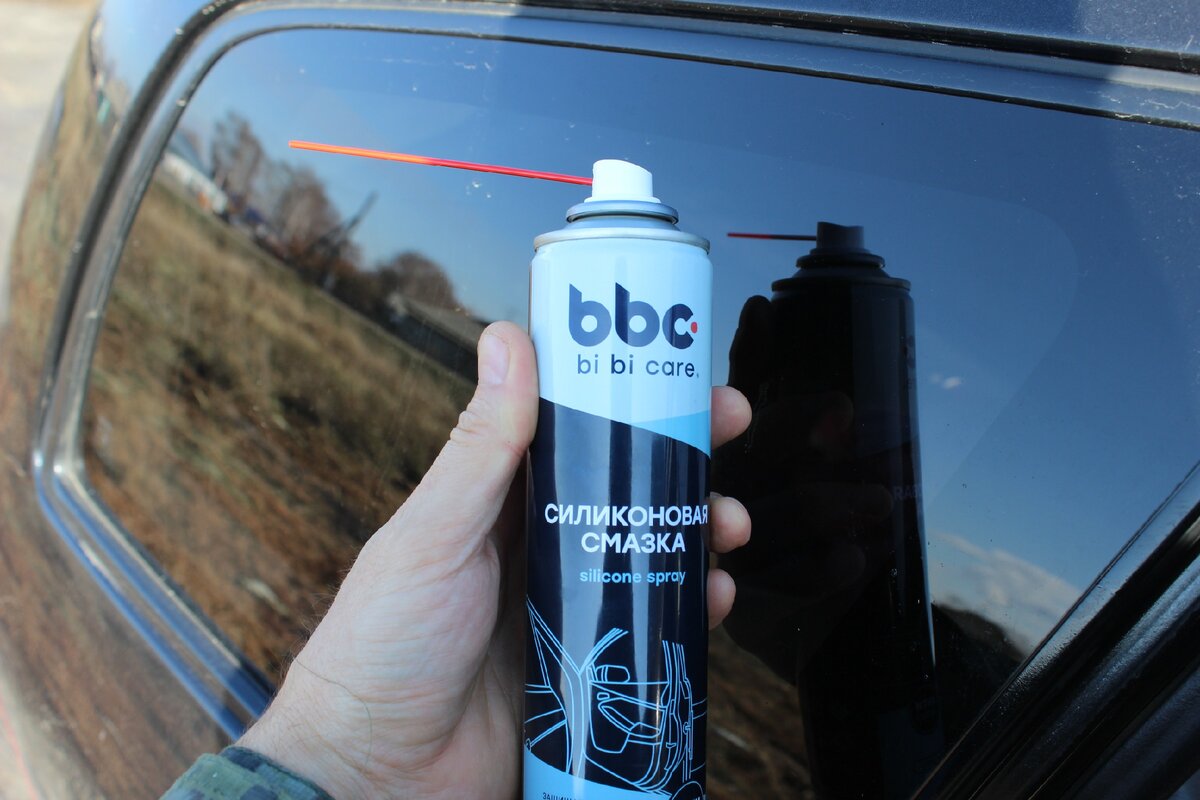 bbc
bi bi care.
СИЛИКОНОВАЯ
СМАЗКА
silicone spray